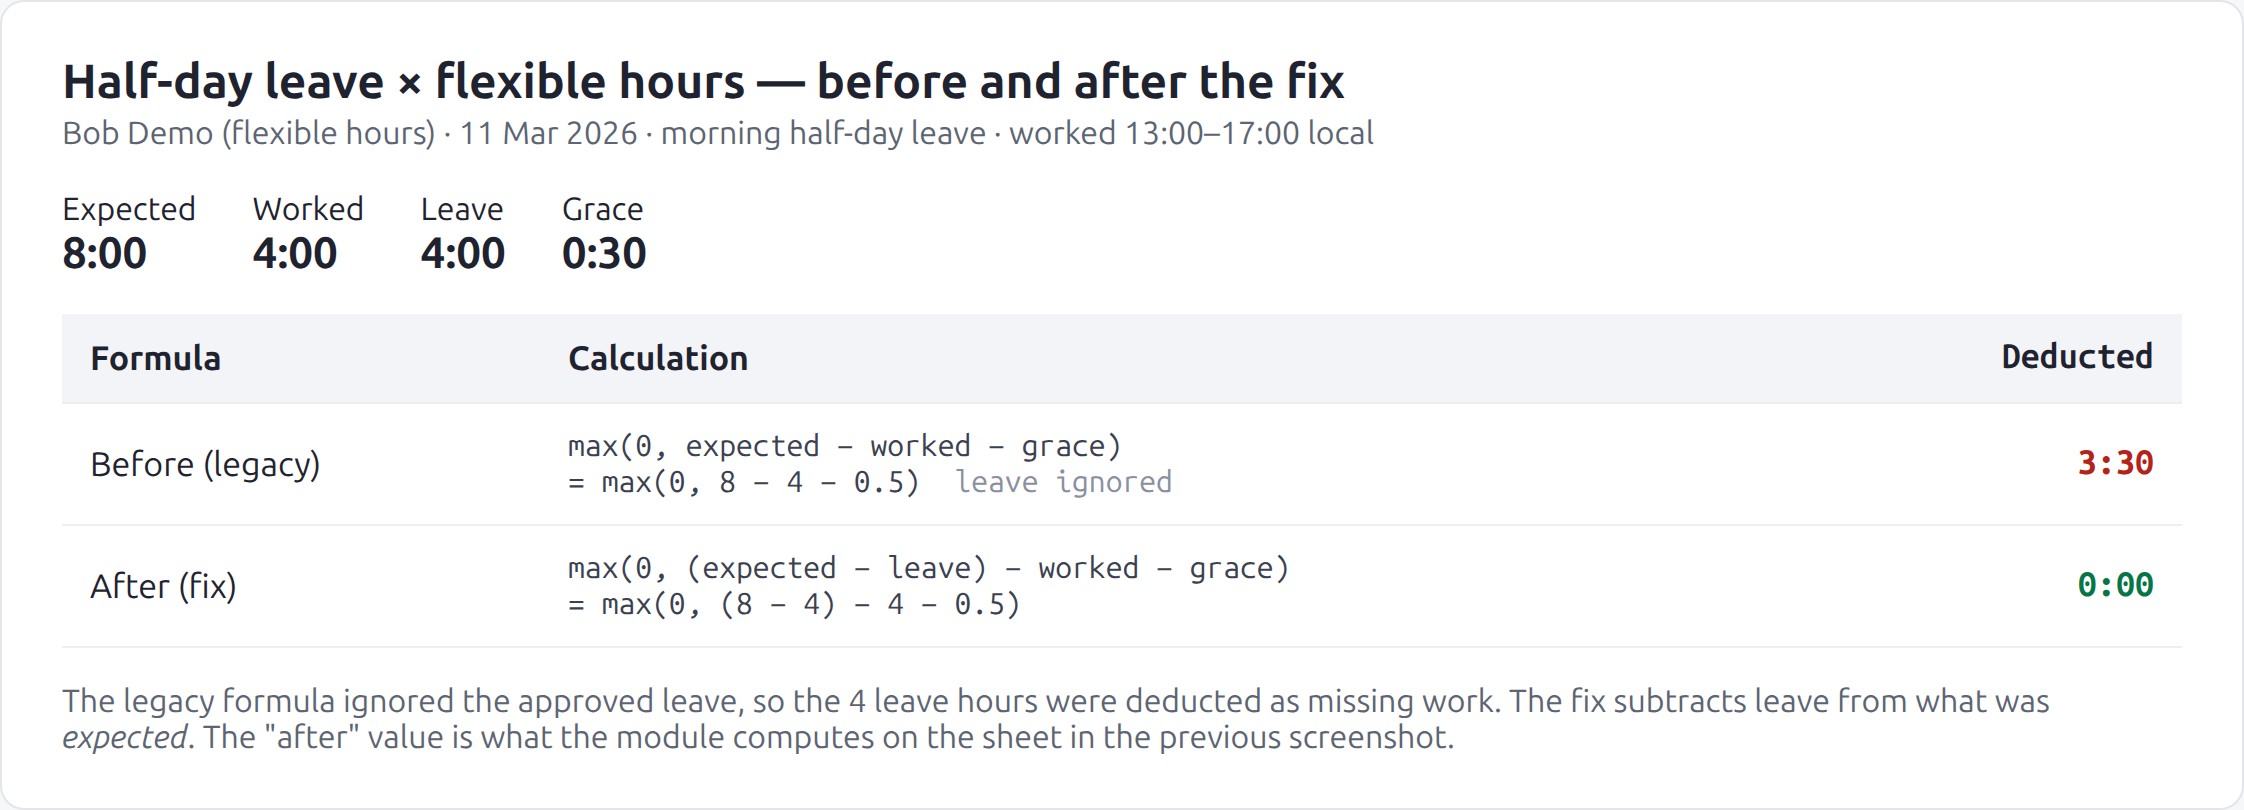 Half-day leave × flexible hours — before and after the fix
Bob Demo (flexible hours) · 11 Mar 2026 · morning half-day leave · worked 13:00–17:00 local
Expected Worked Leave Grace
8:00 4:00 4:00 0:30
Formula Calculation Deducted
Before (legacy) max(0, expected − worked − grace) 3:30
= max(0, 8 − 4 − 0.5) leave ignored
After (fix) max(0, (expected − leave) − worked − grace) 0:00
= max(0, (8 − 4) − 4 − 0.5)
The legacy formula ignored the approved leave, so the 4 leave hours were deducted as missing work. The fix subtracts leave from what was
expected. The "after" value is what the module computes on the sheet in the previous screenshot.